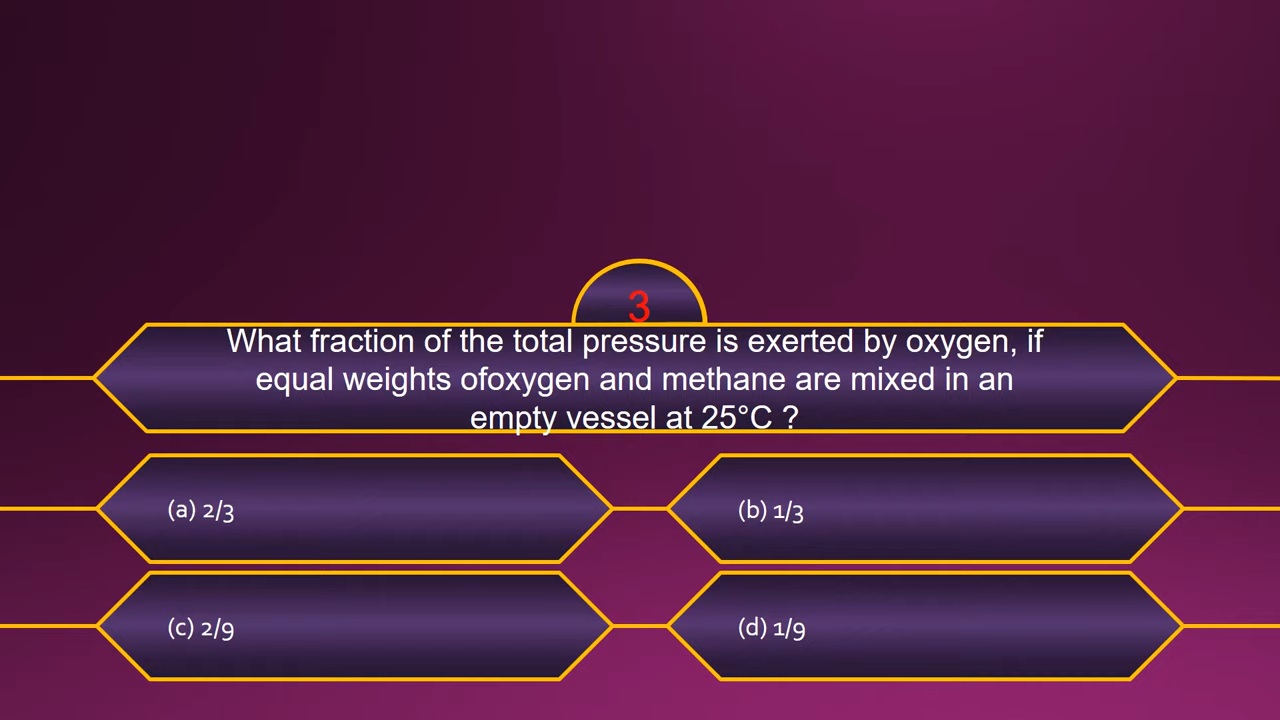 3
What fraction of the total pressure is exerted by oxygen, if
equal weights ofoxygen and methane are mixed in an
empty vessel at 25°C ?
(a) 2/3
(b) 1/3
(c) 2/9
(d) 1/9